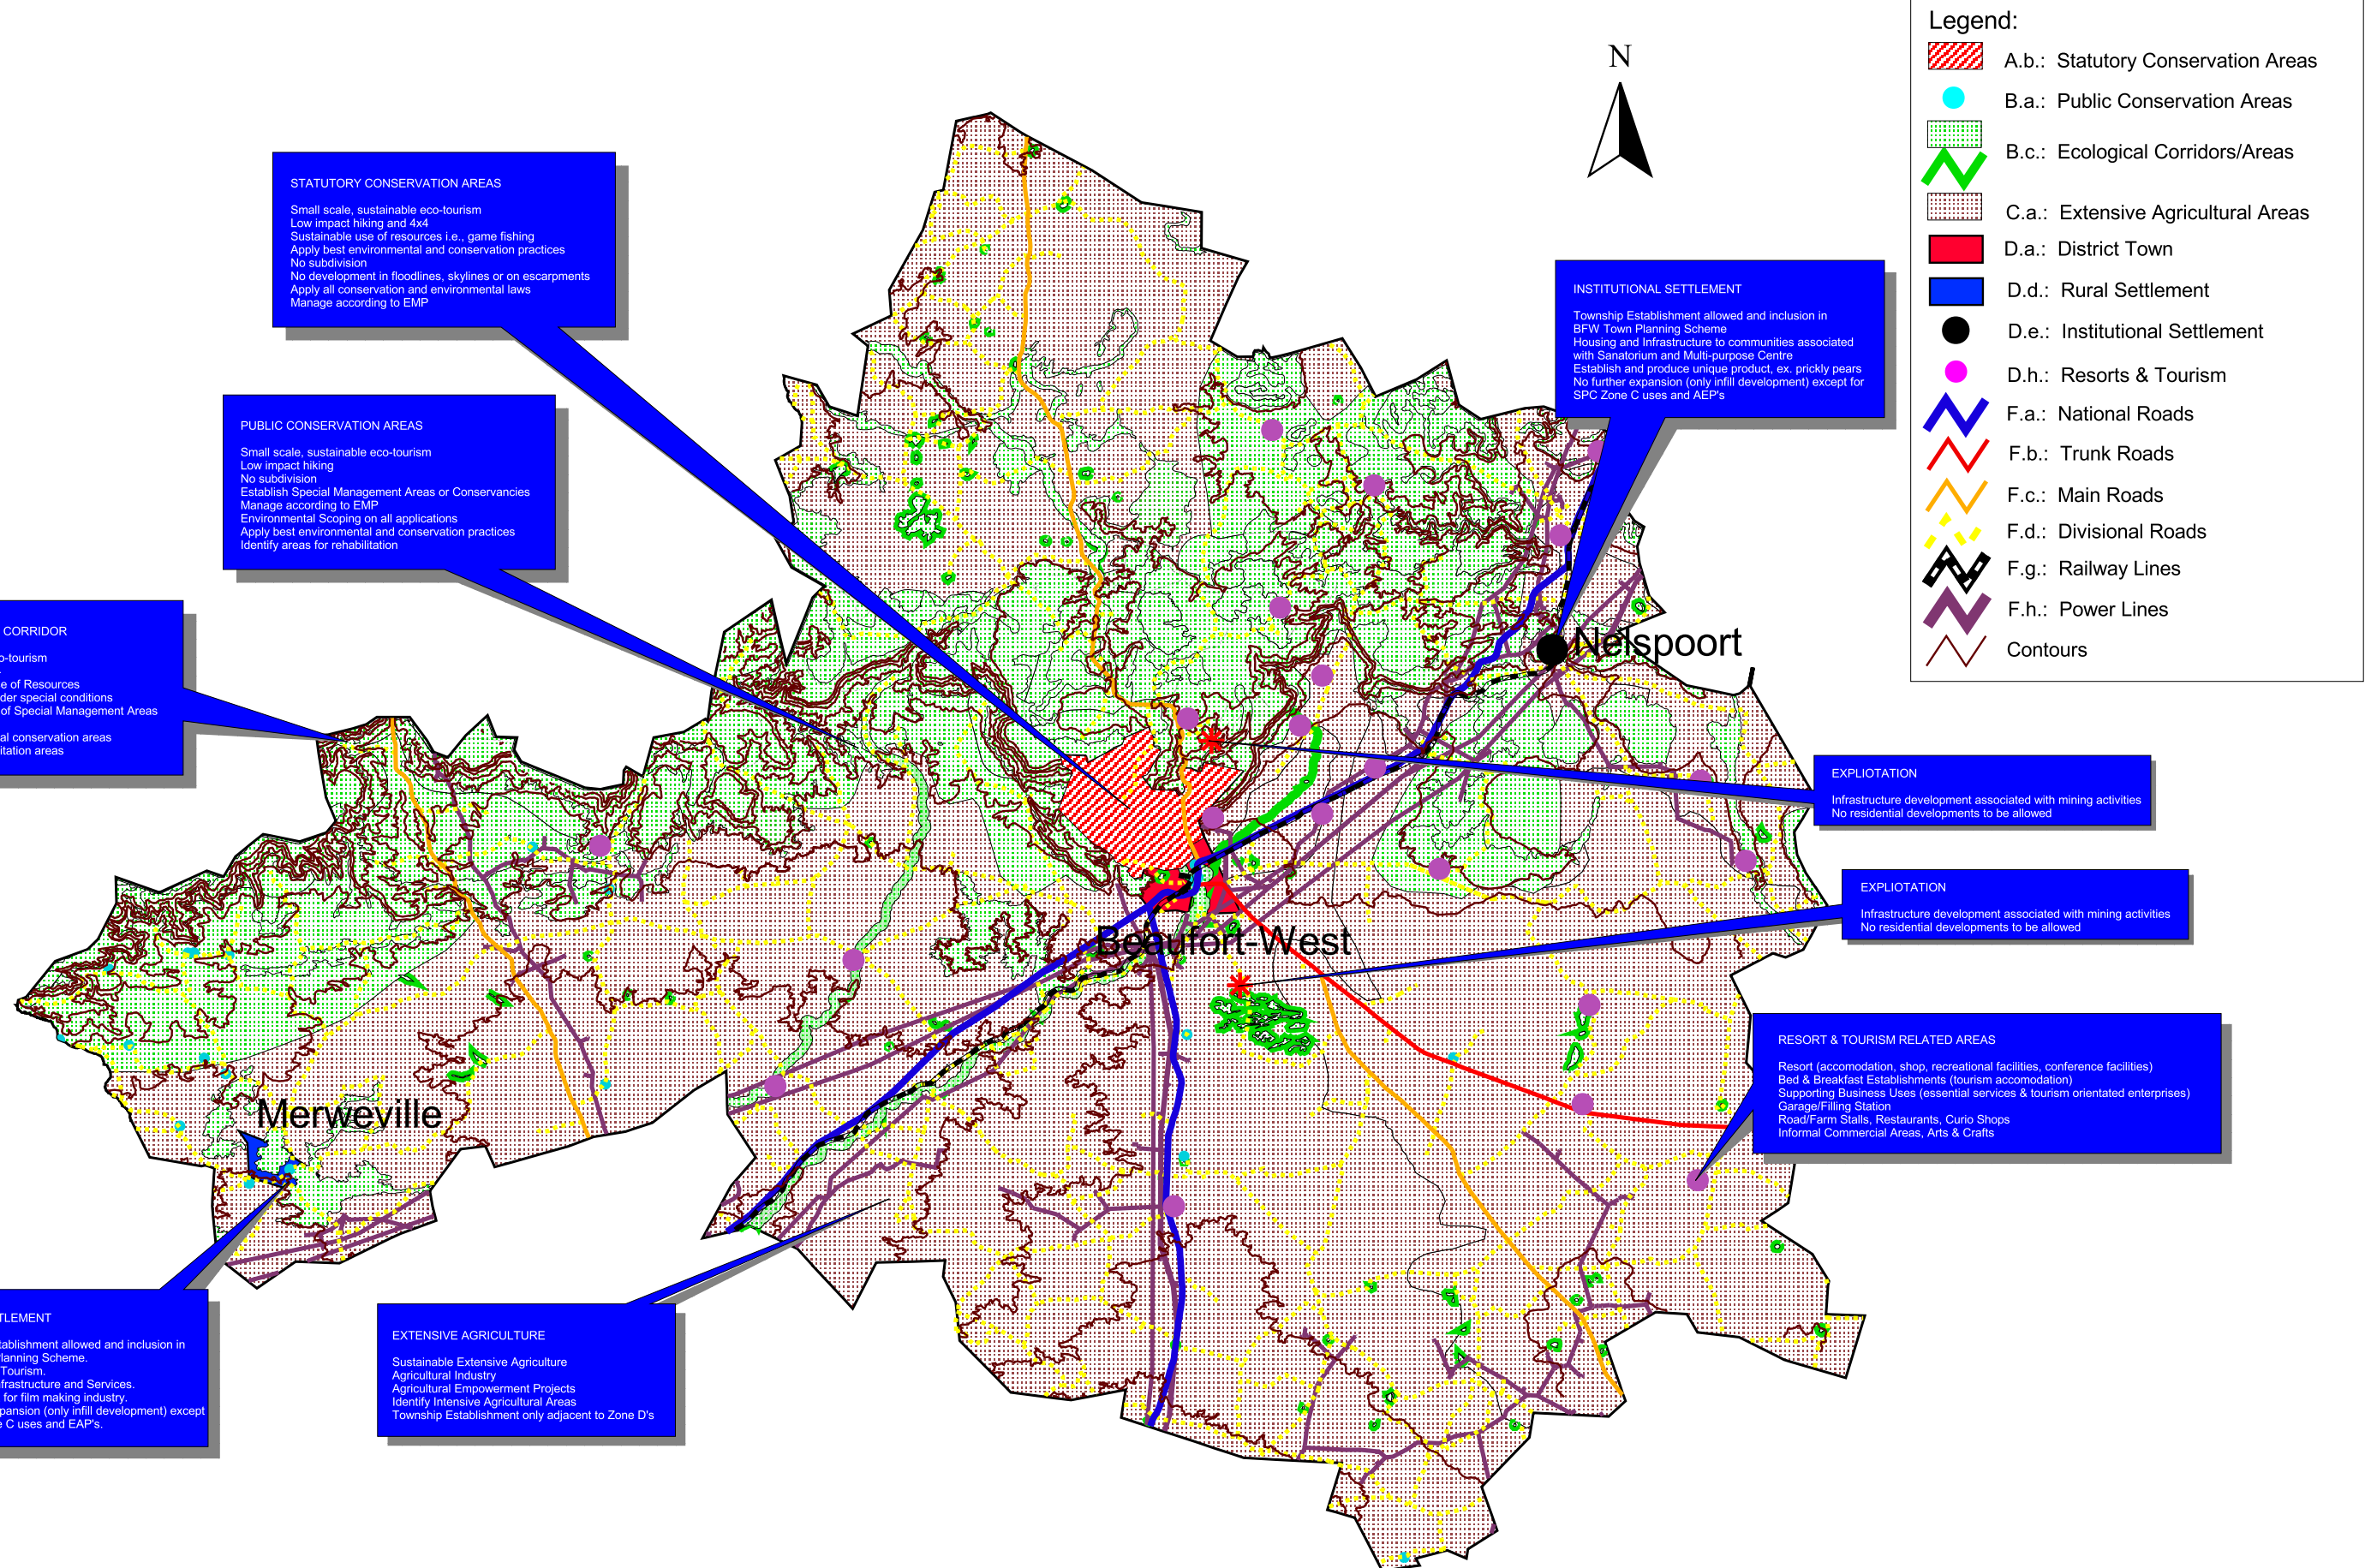 Legend:
A.b.: Statutory Conservation Areas
B.a.: Public Conservation Areas
B.c.: Ecological Corridors/Areas
C.a.: Extensive Agricultural Areas
D.a.: District Town
D.d.: Rural Settlement
D.e.: Institutional Settlement
D.h.: Resorts & Tourism
F.a.: National Roads
F.b.: Trunk Roads
F.c.: Main Roads
F.d.: Divisional Roads
F.g.: Railway Lines
F.h.: Power Lines
Contours
N
STATUTORY CONSERVATION AREAS
Small scale, sustainable eco-tourism
Low impact hiking and 4x4
Sustainable use of resources i.e., game fishing
Apply best environmental and conservation practices
No subdivision
No development in floodlines, skylines or on escarpments
Apply all conservation and environmental laws
Manage according to EMP
INSTITUTIONAL SETTLEMENT
Township Establishment allowed and inclusion in
BFW Town Planning Scheme
Housing and Infrastructure to communities associated
with Sanatorium and Multi-purpose Centre
Establish and produce unique product, ex. prickly pears
No further expansion (only infill development) except for
SPC Zone C uses and AEP's
PUBLIC CONSERVATION AREAS
Small scale, sustainable eco-tourism
Low impact hiking
No subdivision
Establish Special Management Areas or Conservancies
Manage according to EMP
Environmental Scoping on all applications
Apply best environmental and conservation practices
Identify areas for rehabilitation
CORRIDOR
o-tourism
e of Resources
der special conditions
of Special Management Areas
al conservation areas
itation areas
Nelspoort
EXPLIOTATION
Infrastructure development associated with mining activities
No residential developments to be allowed
EXPLIOTATION
Infrastructure development associated with mining activities
No residential developments to be allowed
Beaufort-West
RESORT & TOURISM RELATED AREAS
Resort (accomodation, shop, recreational facilities, conference facilities)
Bed & Breakfast Establishments (tourism accomodation)
Supporting Business Uses (essential services & tourism orientated enterprises)
Garage/Filling Station
Road/Farm Stalls, Restaurants, Curio Shops
Informal Commercial Areas, Arts & Crafts
Merweville
TLEMENT
tablishment allowed and inclusion in
lanning Scheme.
Tourism.
frastructure and Services.
for film making industry.
pansion (only infill development) except
C uses and EAP's.
EXTENSIVE AGRICULTURE
Sustainable Extensive Agriculture
Agricultural Industry
Agricultural Empowerment Projects
Identify Intensive Agricultural Areas
Township Establishment only adjacent to Zone D's